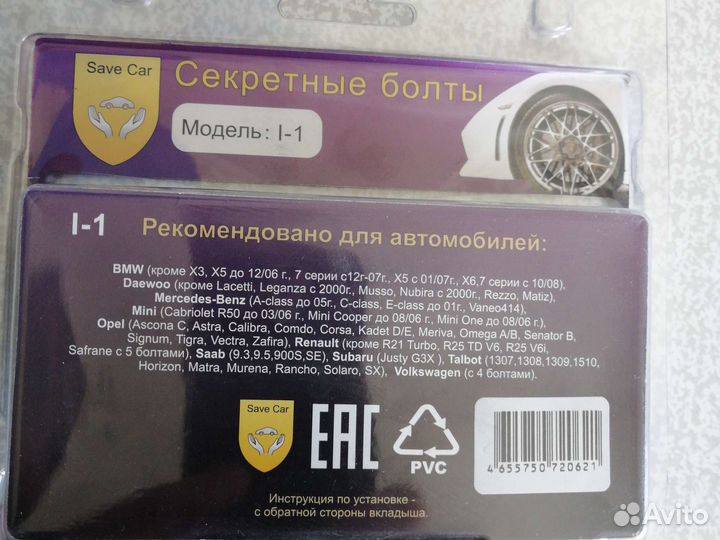 Save Car
Секретные болты
Модель: I-1
I-1 Рекомендовано для автомобилей:
BMW (кроме X3, X5 до 12/06 г., 7 серии с12г-07г., X5 с 01/07г., X6,7 серии с 10/08),
Daewoo (кроме Lacetti, Leganza с 2000г., Musso, Nubira с 2000г., Rezzo, Matiz),
Mercedes-Benz (A-class до 05г., C-class, E-class до 01г., Vaneo414),
Mini (Cabriolet R50 до 03/06 г., Mini Cooper до 08/06 г., Mini One до 08/06 г.),
Opel (Ascona C, Astra, Calibra, Comdo, Corsa, Kadet D/E, Meriva, Omega A/B, Senator B,
Signum, Tigra, Vectra, Zafira), Renault (кроме R21 Turbo, R25 TD V6, R25 V6i,
Safrane с 5 болтами), Saab (9.3,9.5,900S,SE), Subaru (Justy G3X ), Talbot (1307,1308,1309,1510,
Horizon, Matra, Murena, Rancho, Solaro, SX), Volkswagen (с 4 болтами).
Save Car
EAC
PVC
4 655750 720621
Инструкция по установке -
с обратной стороны вкладыша.
Avito